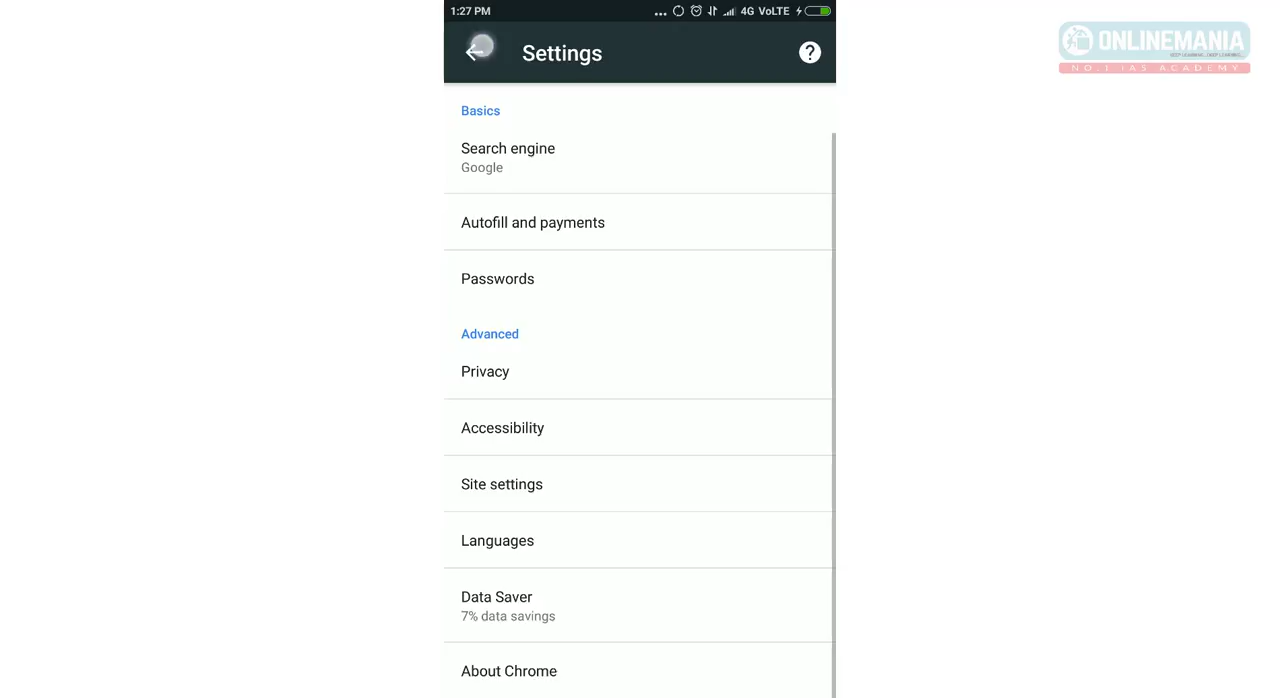 1:27 PM
... 4G VoLTE
Settings
ONLINEMANIA
NO.1 IAS ACADEMY
Basics
Search engine
Google
Autofill and payments
Passwords
Advanced
Privacy
Accessibility
Site settings
Languages
Data Saver
7% data savings
About Chrome